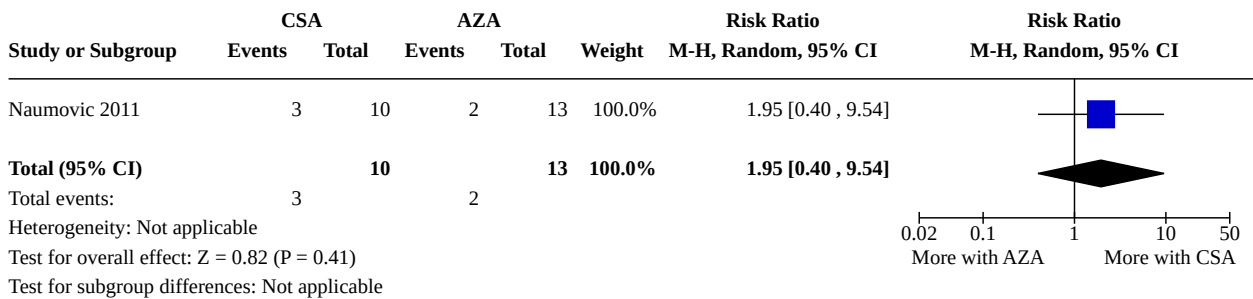 CSA AZA Risk Ratio Risk Ratio
Study or Subgroup Events Total Events Total Weight M-H, Random, 95% CI M-H, Random, 95% CI
Naumovic 2011 3 10 2 13 100.0% 1.95 [0.40 , 9.54]
Total (95% CI) 10 13 100.0% 1.95 [0.40 , 9.54]
Total events: 3 2
Heterogeneity: Not applicable
0.02 0.1 1 10 50
Test for overall effect: Z = 0.82 (P = 0.41) More with AZA More with CSA
Test for subgroup differences: Not applicable